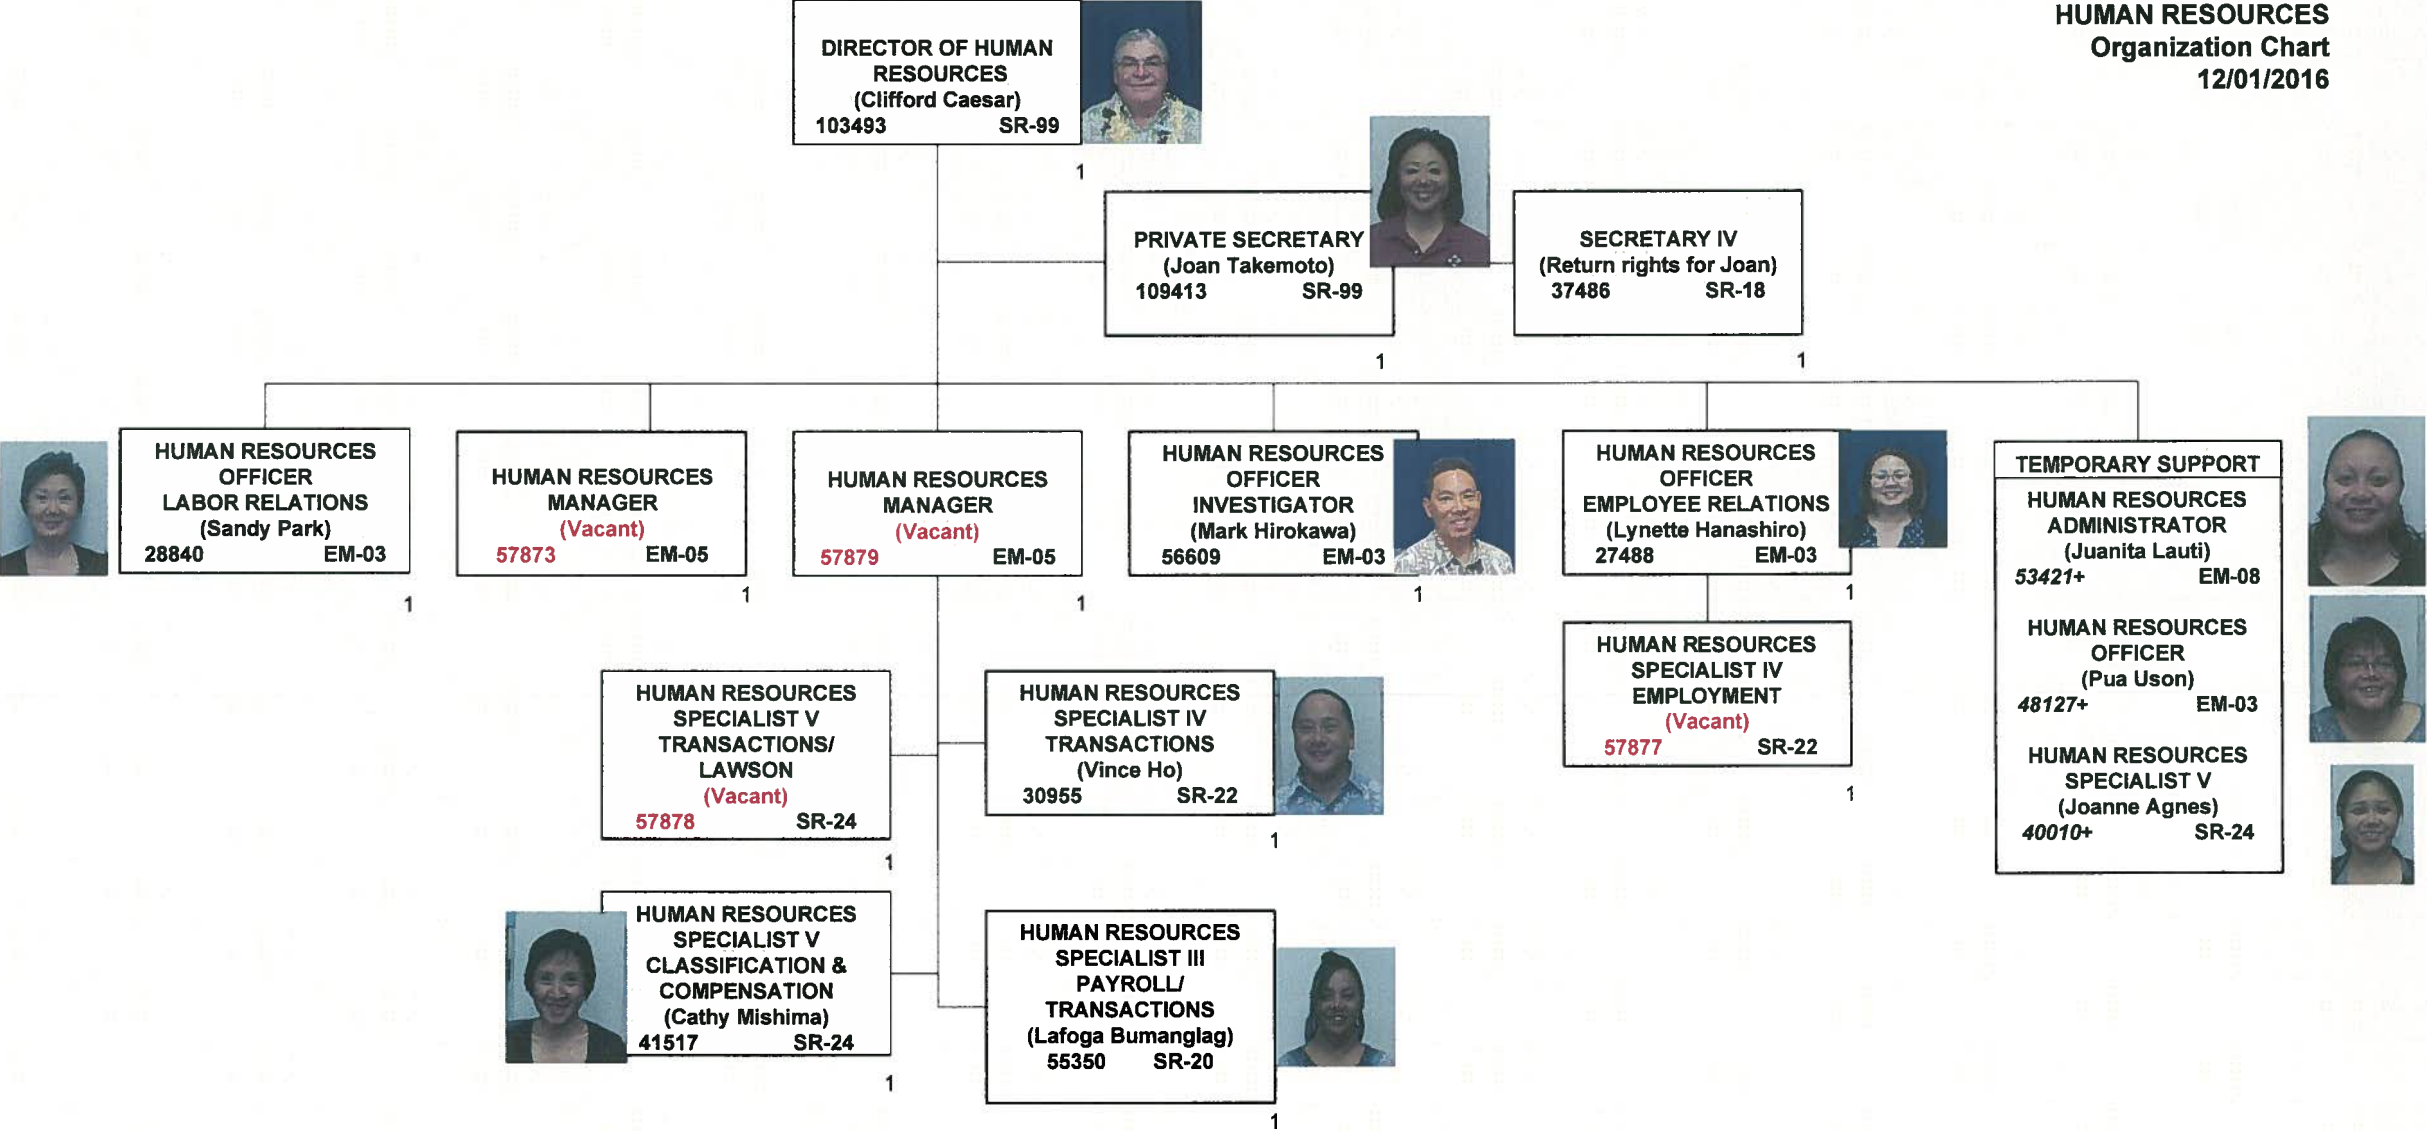 HUMAN RESOURCES
Organization Chart
12/01/2016
DIRECTOR OF HUMAN
RESOURCES
(Clifford Caesar)
103493 SR-99
1
PRIVATE SECRETARY
(Joan Takemoto)
109413 SR-99
1
SECRETARY IV
(Return rights for Joan)
37486 SR-18
1
HUMAN RESOURCES
OFFICER
LABOR RELATIONS
(Sandy Park)
28840 EM-03
1
HUMAN RESOURCES
MANAGER
(Vacant)
57873 EM-05
1
HUMAN RESOURCES
MANAGER
(Vacant)
57879 EM-05
1
HUMAN RESOURCES
OFFICER
INVESTIGATOR
(Mark Hirokawa)
56609 EM-03
1
HUMAN RESOURCES
OFFICER
EMPLOYEE RELATIONS
(Lynette Hanashiro)
27488 EM-03
1
TEMPORARY SUPPORT
HUMAN RESOURCES
ADMINISTRATOR
(Juanita Lauti)
53421+ EM-08
HUMAN RESOURCES
OFFICER
(Pua Uson)
48127+ EM-03
HUMAN RESOURCES
SPECIALIST V
(Joanne Agnes)
40010+ SR-24
HUMAN RESOURCES
SPECIALIST V
TRANSACTIONS/
LAWSON
(Vacant)
57878 SR-24
1
HUMAN RESOURCES
SPECIALIST IV
TRANSACTIONS
(Vince Ho)
30955 SR-22
1
HUMAN RESOURCES
SPECIALIST IV
EMPLOYMENT
(Vacant)
57877 SR-22
1
HUMAN RESOURCES
SPECIALIST V
CLASSIFICATION &
COMPENSATION
(Cathy Mishima)
41517 SR-24
1
HUMAN RESOURCES
SPECIALIST III
PAYROLL/
TRANSACTIONS
(Lafoga Bumanglag)
55350 SR-20
1